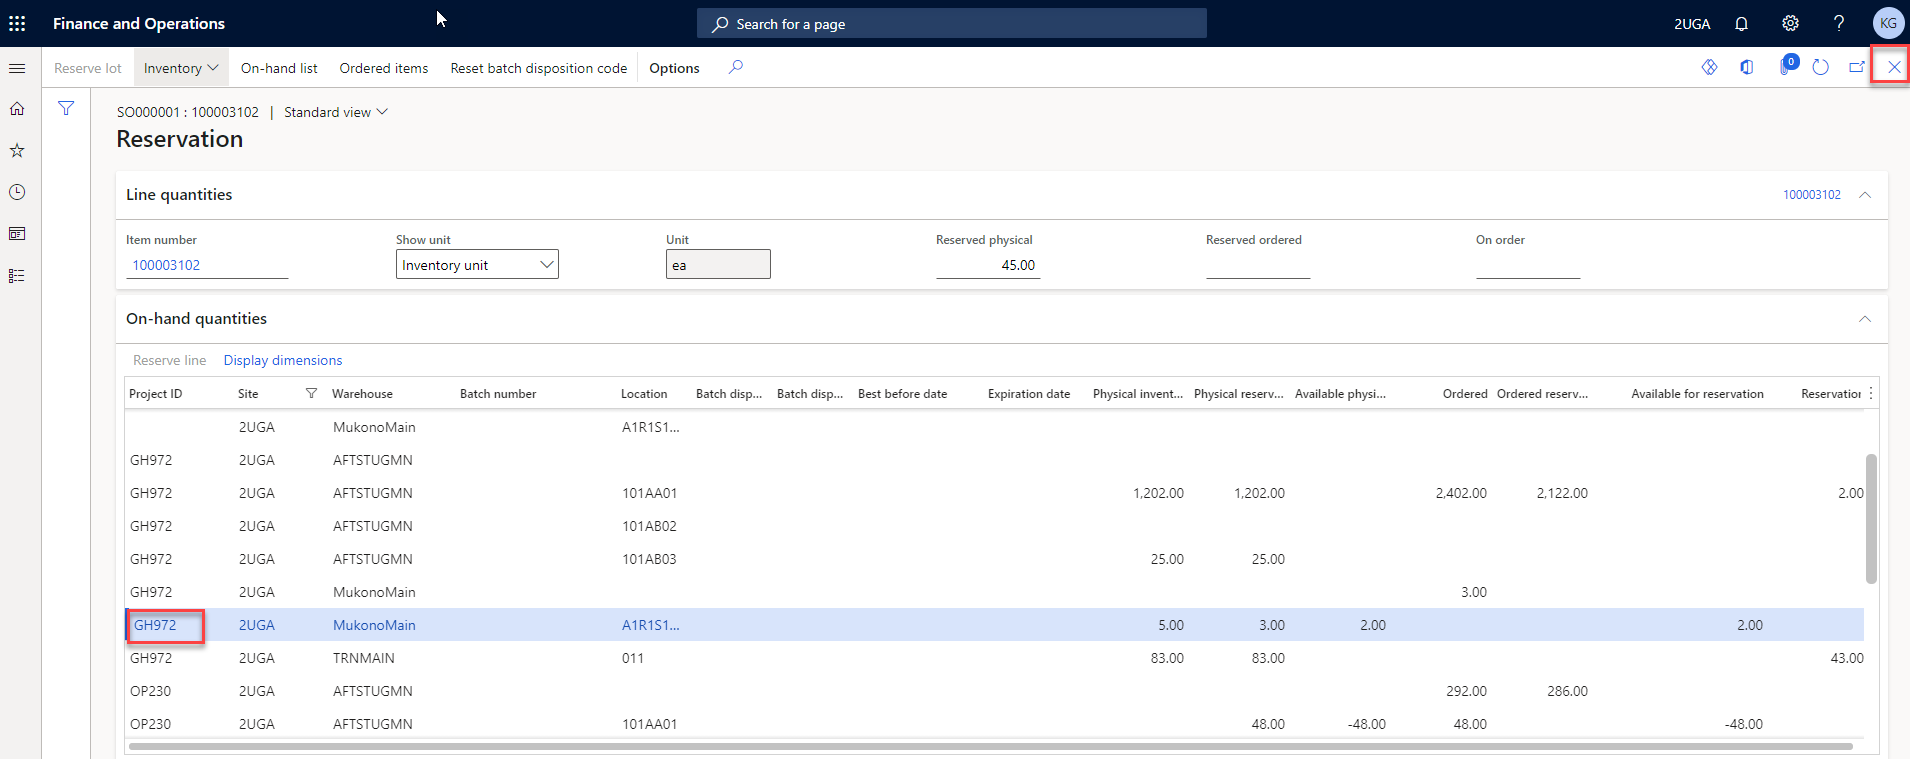 Finance and Operations
Search for a page
2UGA
?
KG
Reserve lot
Inventory
On-hand list
Ordered items
Reset batch disposition code
Options
0
SO000001 : 100003102 | Standard view
Reservation
Line quantities
100003102
Item number Show unit Unit Reserved physical Reserved ordered On order
100003102 Inventory unit ea 45.00
On-hand quantities
Reserve line Display dimensions
Project ID Site Warehouse Batch number Location Batch disp... Batch disp... Best before date Expiration date Physical invent... Physical reserv... Available physi... Ordered Ordered reserv... Available for reservation Reservation
2UGA MukonoMain A1R1S1...
GH972 2UGA AFTSTUGMN
GH972 2UGA AFTSTUGMN 101AA01 1,202.00 1,202.00 2,402.00 2,122.00 2.00
GH972 2UGA AFTSTUGMN 101AB02
GH972 2UGA AFTSTUGMN 101AB03 25.00 25.00
GH972 2UGA MukonoMain 3.00
GH972 2UGA MukonoMain A1R1S1... 5.00 3.00 2.00 2.00
GH972 2UGA TRNMAIN 011 83.00 83.00 43.00
OP230 2UGA AFTSTUGMN 292.00 286.00
OP230 2UGA AFTSTUGMN 101AA01 48.00 -48.00 48.00 -48.00